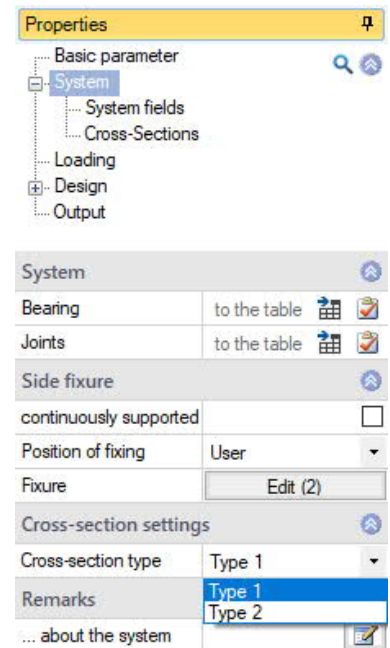 Properties
Basic parameter
System
System fields
Cross-Sections
Loading
Design
Output
System
Bearing to the table
Joints to the table
Side fixure
continuously supported
Position of fixing User
Fixure Edit (2)
Cross-section settings
Cross-section type Type 1
Type 1
Remarks
Type 2
... about the system